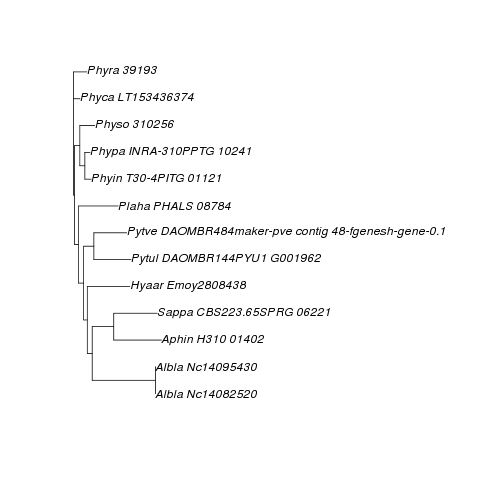 Phyra 39193
Phyca LT153436374
Physo 310256
Phypa INRA-310PPTG 10241
Phyin T30-4PITG 01121
Plaha PHALS 08784
Pytve DAOMBR484maker-pve contig 48-fgenesh-gene-0.1
Pytul DAOMBR144PYU1 G001962
Hyaar Emoy2808438
Sappa CBS223.65SPRG 06221
Aphin H310 01402
Albla Nc14095430
Albla Nc14082520